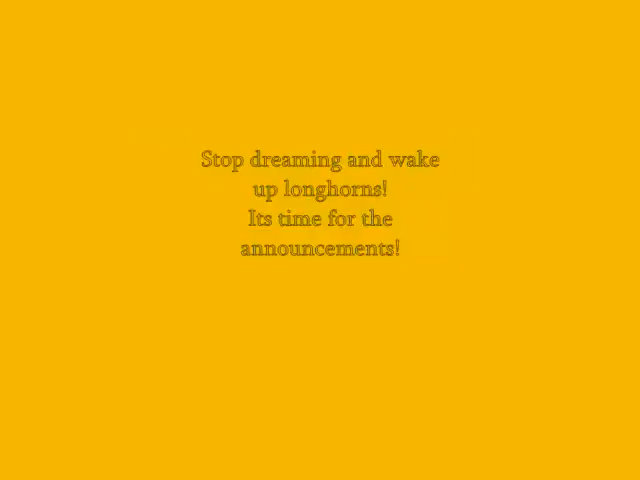 Stop dreaming and wake
up longhorns!
Its time for the
announcements!